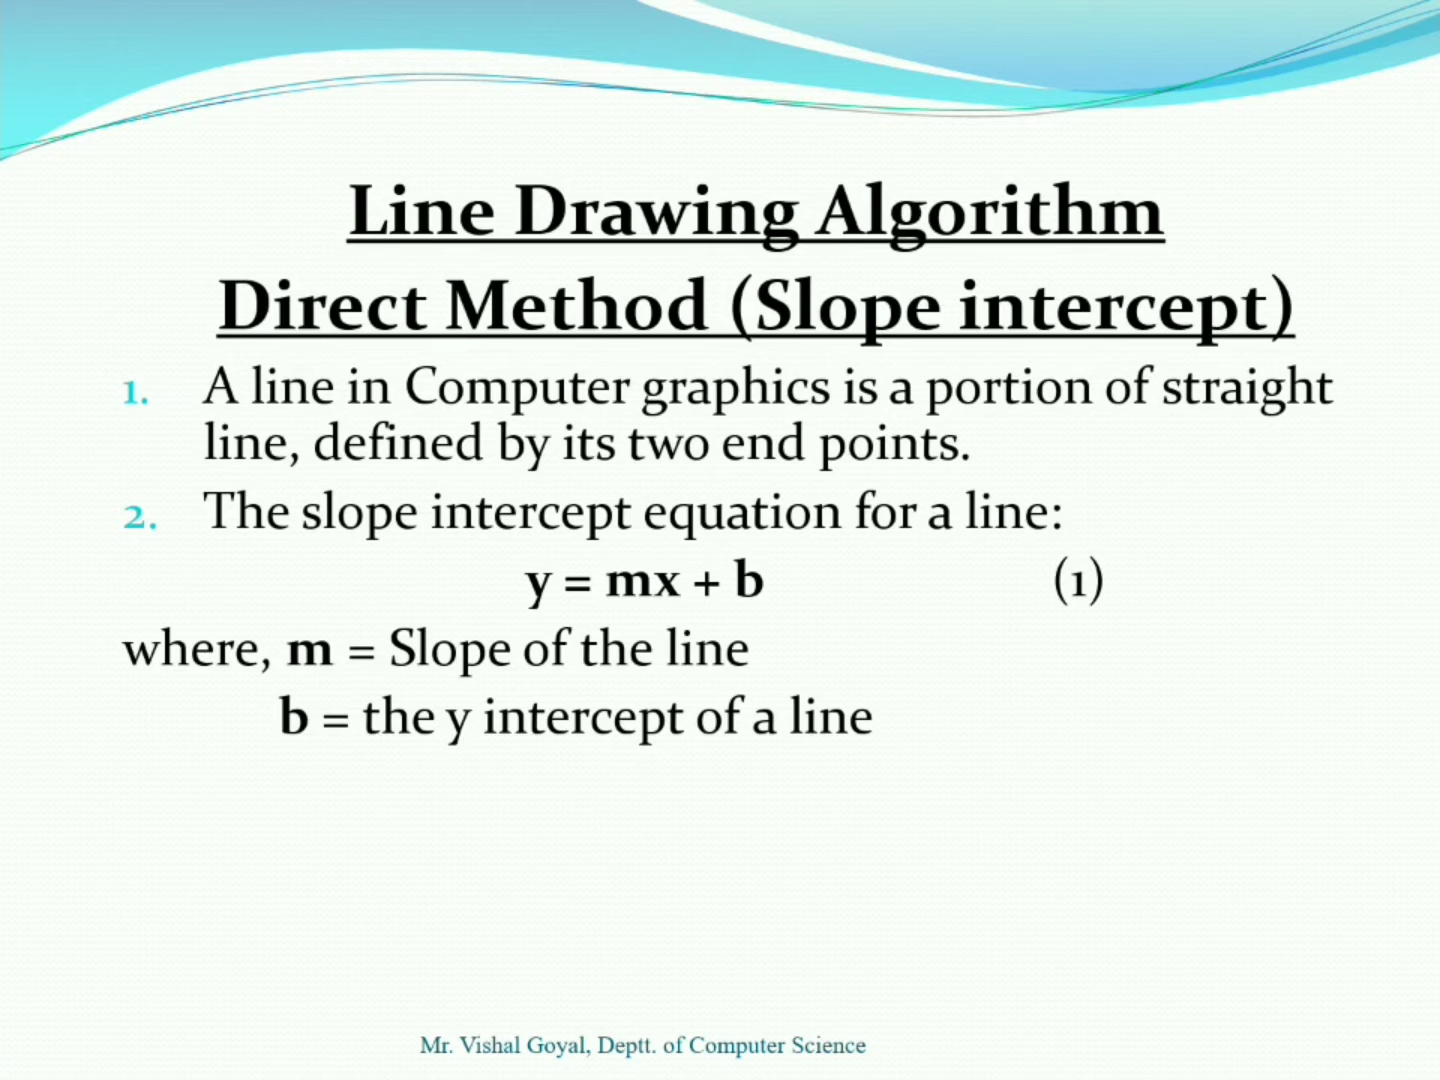 Line Drawing Algorithm
Direct Method (Slope intercept)
1. A line in Computer graphics is a portion of straight
line, defined by its two end points.
2. The slope intercept equation for a line:
y = mx + b (1)
where, m = Slope of the line
b = the y intercept of a line
Mr. Vishal Goyal, Deptt. of Computer Science